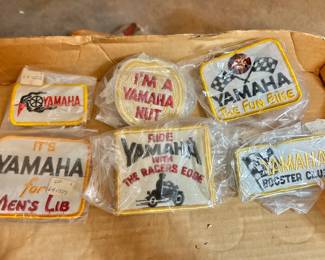 YAMAHA
I'M A
YAMAHA
NUT
YAMAHA
THE FUN BIKE
IT'S
YAMAHA
for
MEN'S LIB
RIDE
YAMAHA
WITH
THE RACERS EDGE
YAMAHA
BOOSTER CLUB